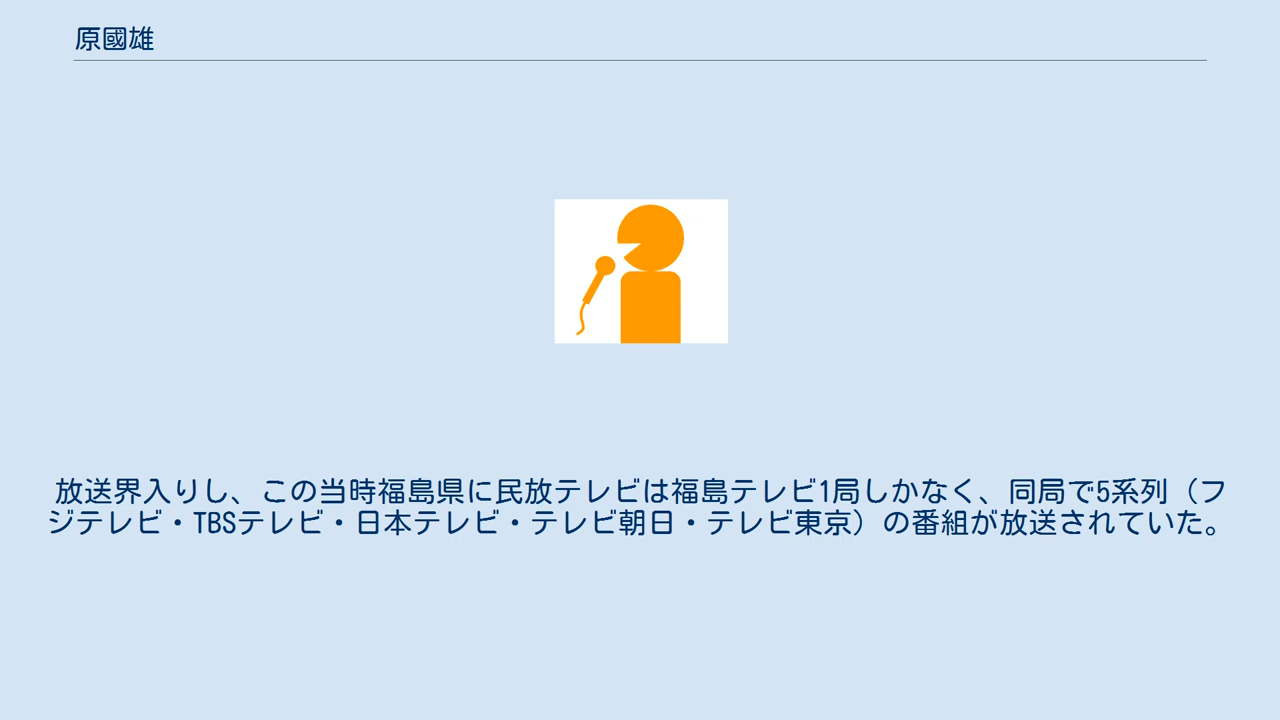 原國雄
放送界入りし、この当時福島県に民放テレビは福島テレビ1局しかなく、同局で5系列（フ
ジテレビ・TBSテレビ・日本テレビ・テレビ朝日・テレビ東京）の番組が放送されていた。